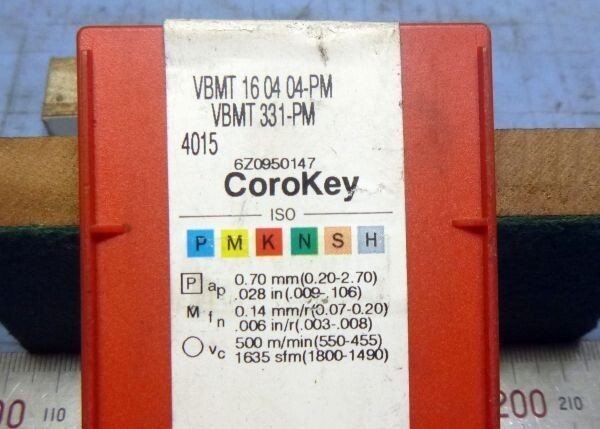 VBMT 16 04 04-PM
VBMT 331-PM
4015
6Z0950147
CoroKey
ISO
P M K N S H
P ap 0.70 mm(0.20-2.70)
.028 in(.009-.106)
M fn 0.14 mm/r(0.07-0.20)
.006 in/r(.003-.008)
vc 500 m/min(550-455)
1635 sfm(1800-1490)
00 110 200 210